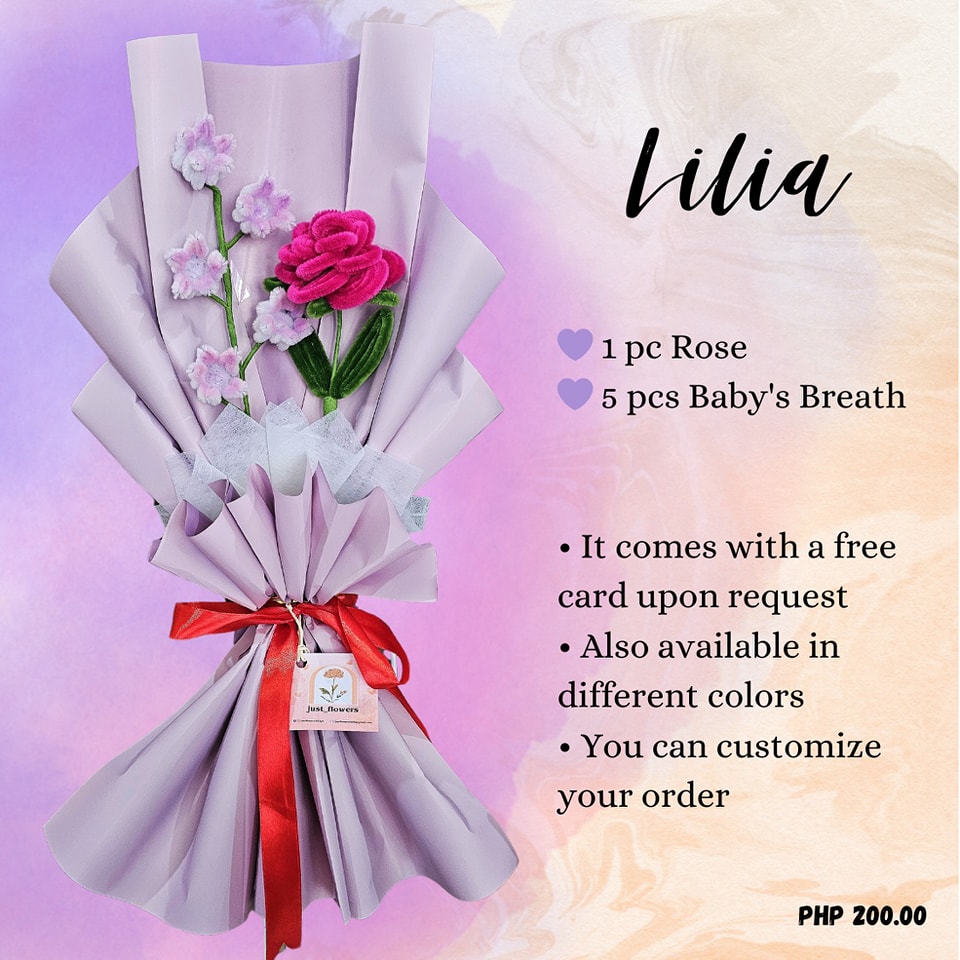 Lilia
1 pc Rose
5 pcs Baby's Breath
• It comes with a free
card upon request
• Also available in
different colors
• You can customize
your order
just_flowers
PHP 200.00